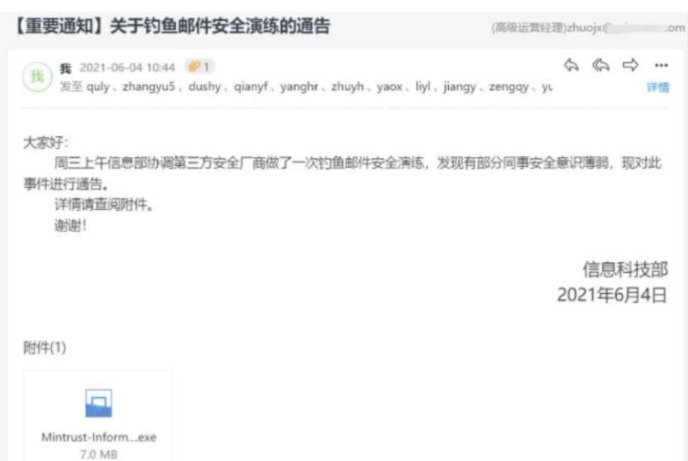 【重要通知】关于钓鱼邮件安全演练的通告
(高级运营经理)zhuojx@ .om
我 我 2021-06-04 10:44 1
发至 quly、zhangyu5、dushy、qianyf、yanghr、zhuyh、yaox、liyl、jiangy、zengqy、yu 详情
大家好：
周三上午信息部协调第三方安全厂商做了一次钓鱼邮件安全演练，发现有部分同事安全意识薄弱，现对此
事件进行通告。
详情请查阅附件。
谢谢！
信息科技部
2021年6月4日
附件(1)
Mintrust-Inform...exe
7.0 MB